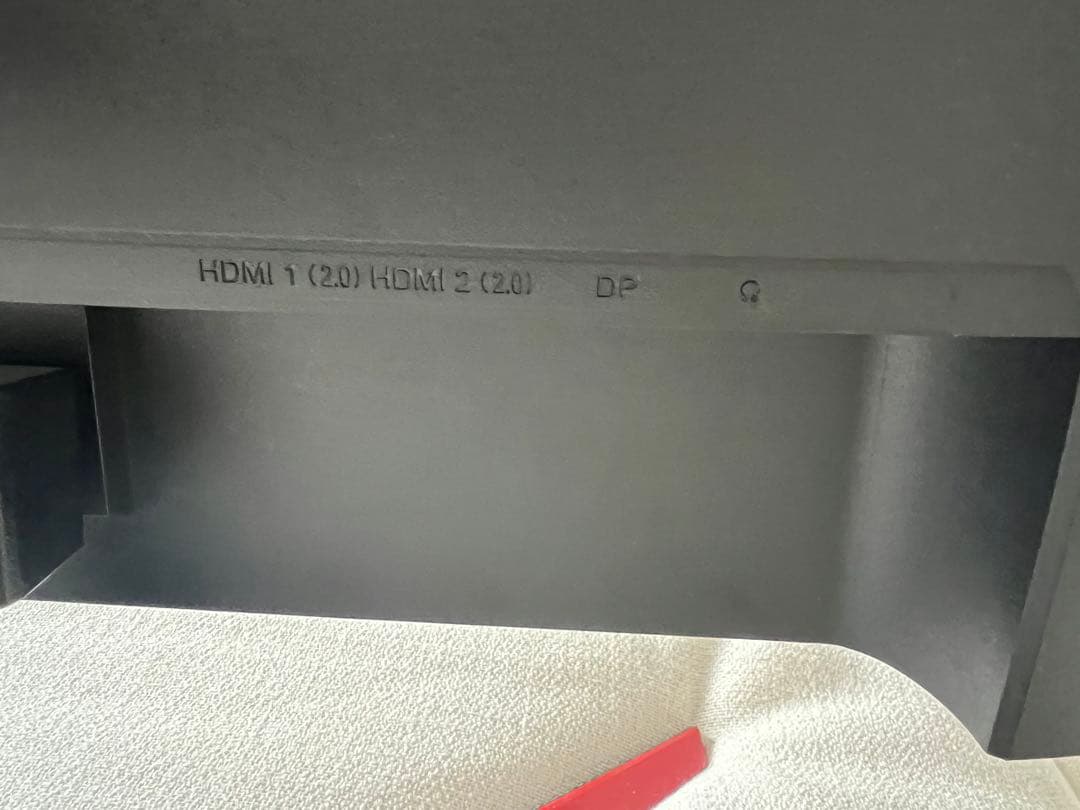 HDMI 1 (2.0) HDMI 2 (2.0) DP